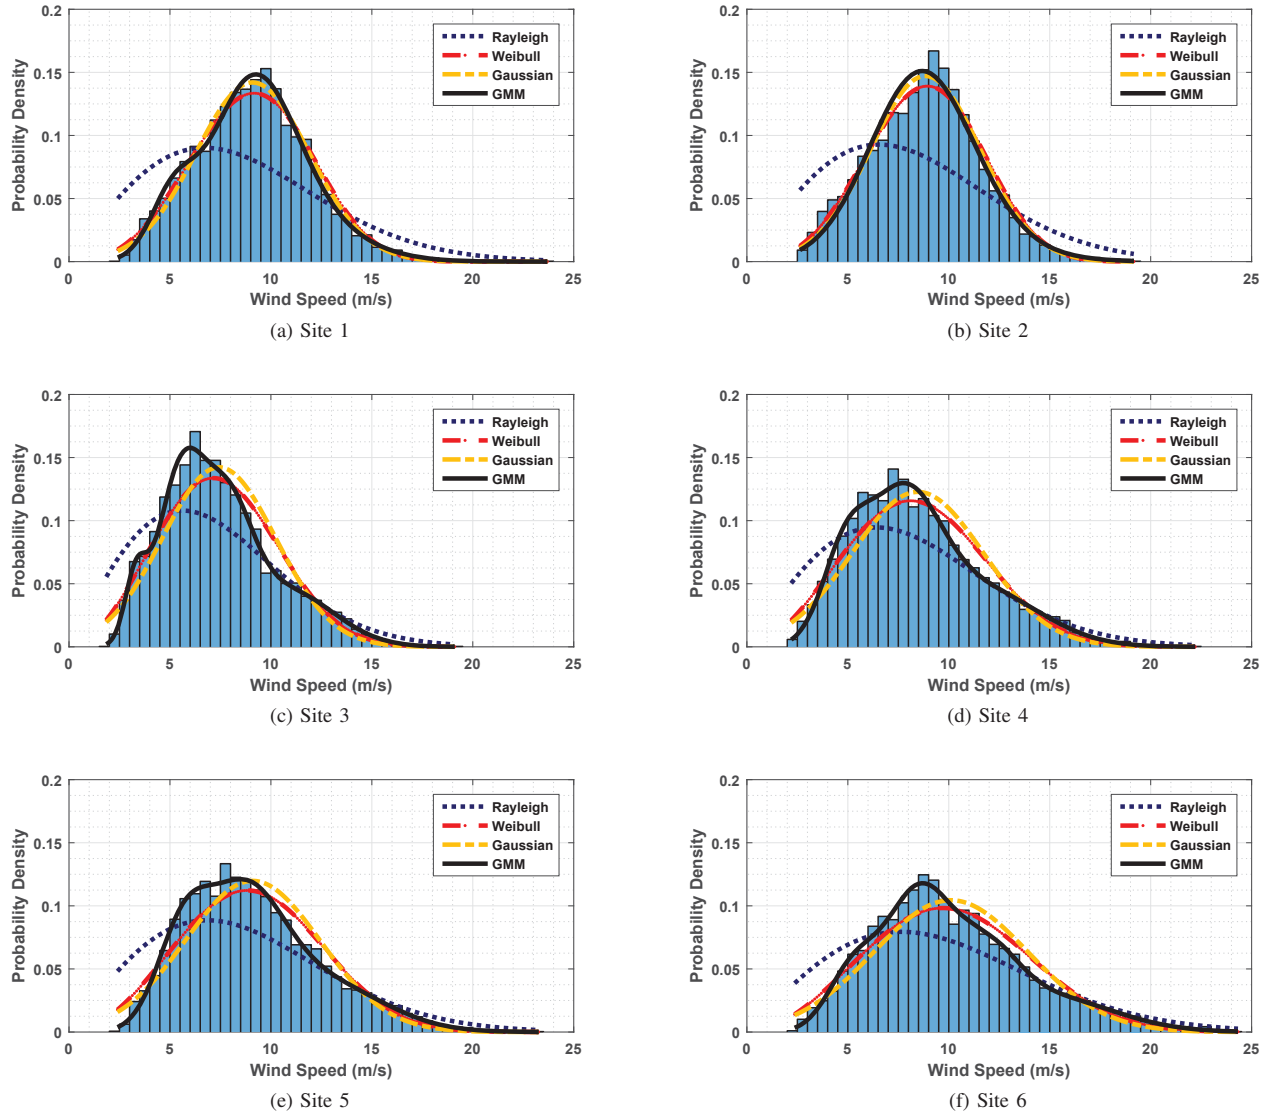 0.2
0.15
0.1
0.05
0
Probability Density
Rayleigh
Weibull
Gaussian
GMM
0 5 10 15 20 25
Wind Speed (m/s)
(a) Site 1
0.2
0.15
0.1
0.05
0
Probability Density
Rayleigh
Weibull
Gaussian
GMM
0 5 10 15 20 25
Wind Speed (m/s)
(b) Site 2
0.2
0.15
0.1
0.05
0
Probability Density
Rayleigh
Weibull
Gaussian
GMM
0 5 10 15 20 25
Wind Speed (m/s)
(c) Site 3
0.2
0.15
0.1
0.05
0
Probability Density
Rayleigh
Weibull
Gaussian
GMM
0 5 10 15 20 25
Wind Speed (m/s)
(d) Site 4
0.2
0.15
0.1
0.05
0
Probability Density
Rayleigh
Weibull
Gaussian
GMM
0 5 10 15 20 25
Wind Speed (m/s)
(e) Site 5
0.2
0.15
0.1
0.05
0
Probability Density
Rayleigh
Weibull
Gaussian
GMM
0 5 10 15 20 25
Wind Speed (m/s)
(f) Site 6